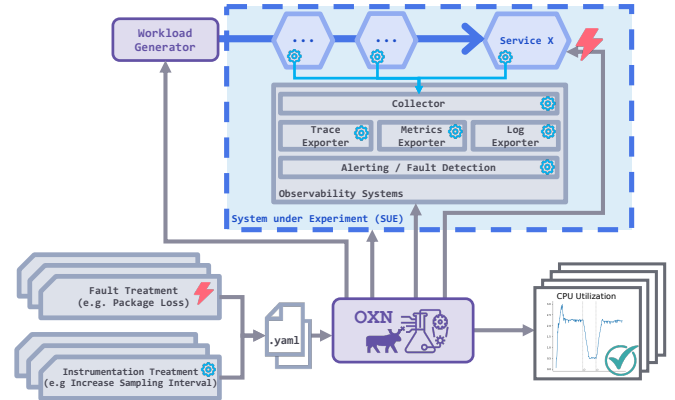 Workload
Generator
...
...
Service X
Collector
Trace
Exporter
Metrics
Exporter
Log
Exporter
Alerting / Fault Detection
Observability Systems
System under Experiment (SUE)
Fault Treatment
(e.g. Package Loss)
Instrumentation Treatment
(e.g Increase Sampling Interval)
.yaml
OXN
CPU Utilization